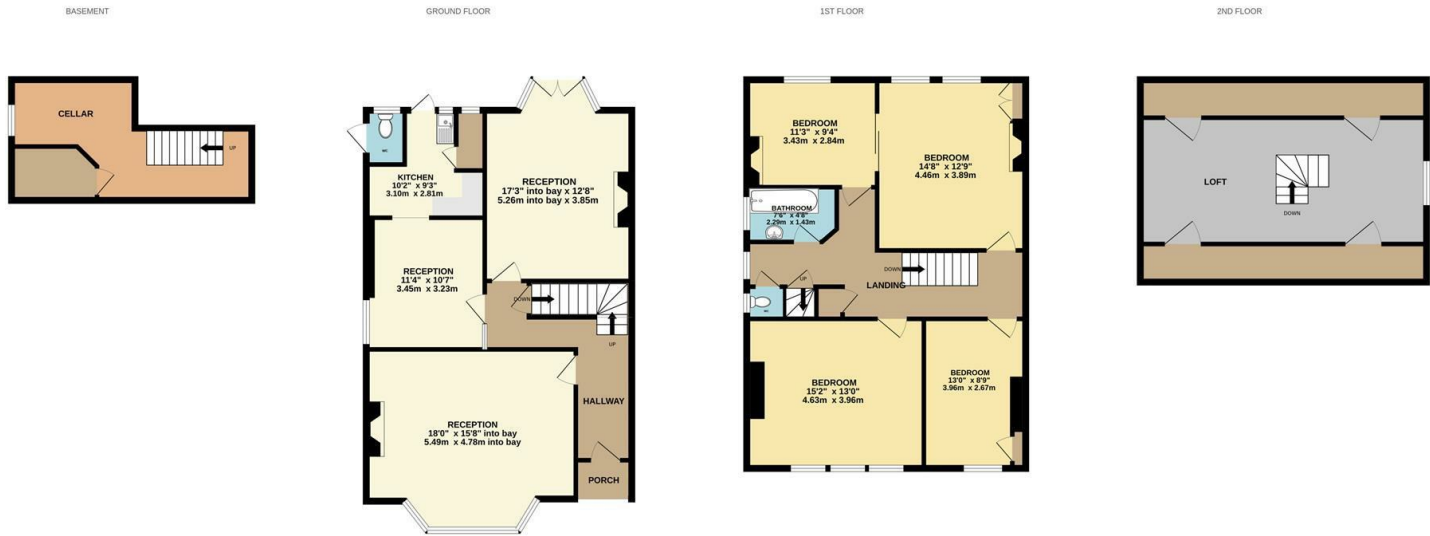 BASEMENT
CELLAR
UP
GROUND FLOOR
WC
KITCHEN
10'2" x 9'3"
3.10m x 2.81m
RECEPTION
17'3" into bay x 12'8"
5.26m into bay x 3.85m
RECEPTION
11'4" x 10'7"
3.45m x 3.23m
DOWN
UP
HALLWAY
RECEPTION
18'0" x 15'8" into bay
5.49m x 4.78m into bay
PORCH
1ST FLOOR
BEDROOM
11'3" x 9'4"
3.43m x 2.84m
BEDROOM
14'8" x 12'9"
4.46m x 3.89m
BATHROOM
7'6" x 4'8"
2.29m x 1.43m
DOWN
UP
LANDING
WC
BEDROOM
15'2" x 13'0"
4.63m x 3.96m
BEDROOM
13'0" x 8'9"
3.96m x 2.67m
2ND FLOOR
LOFT
DOWN